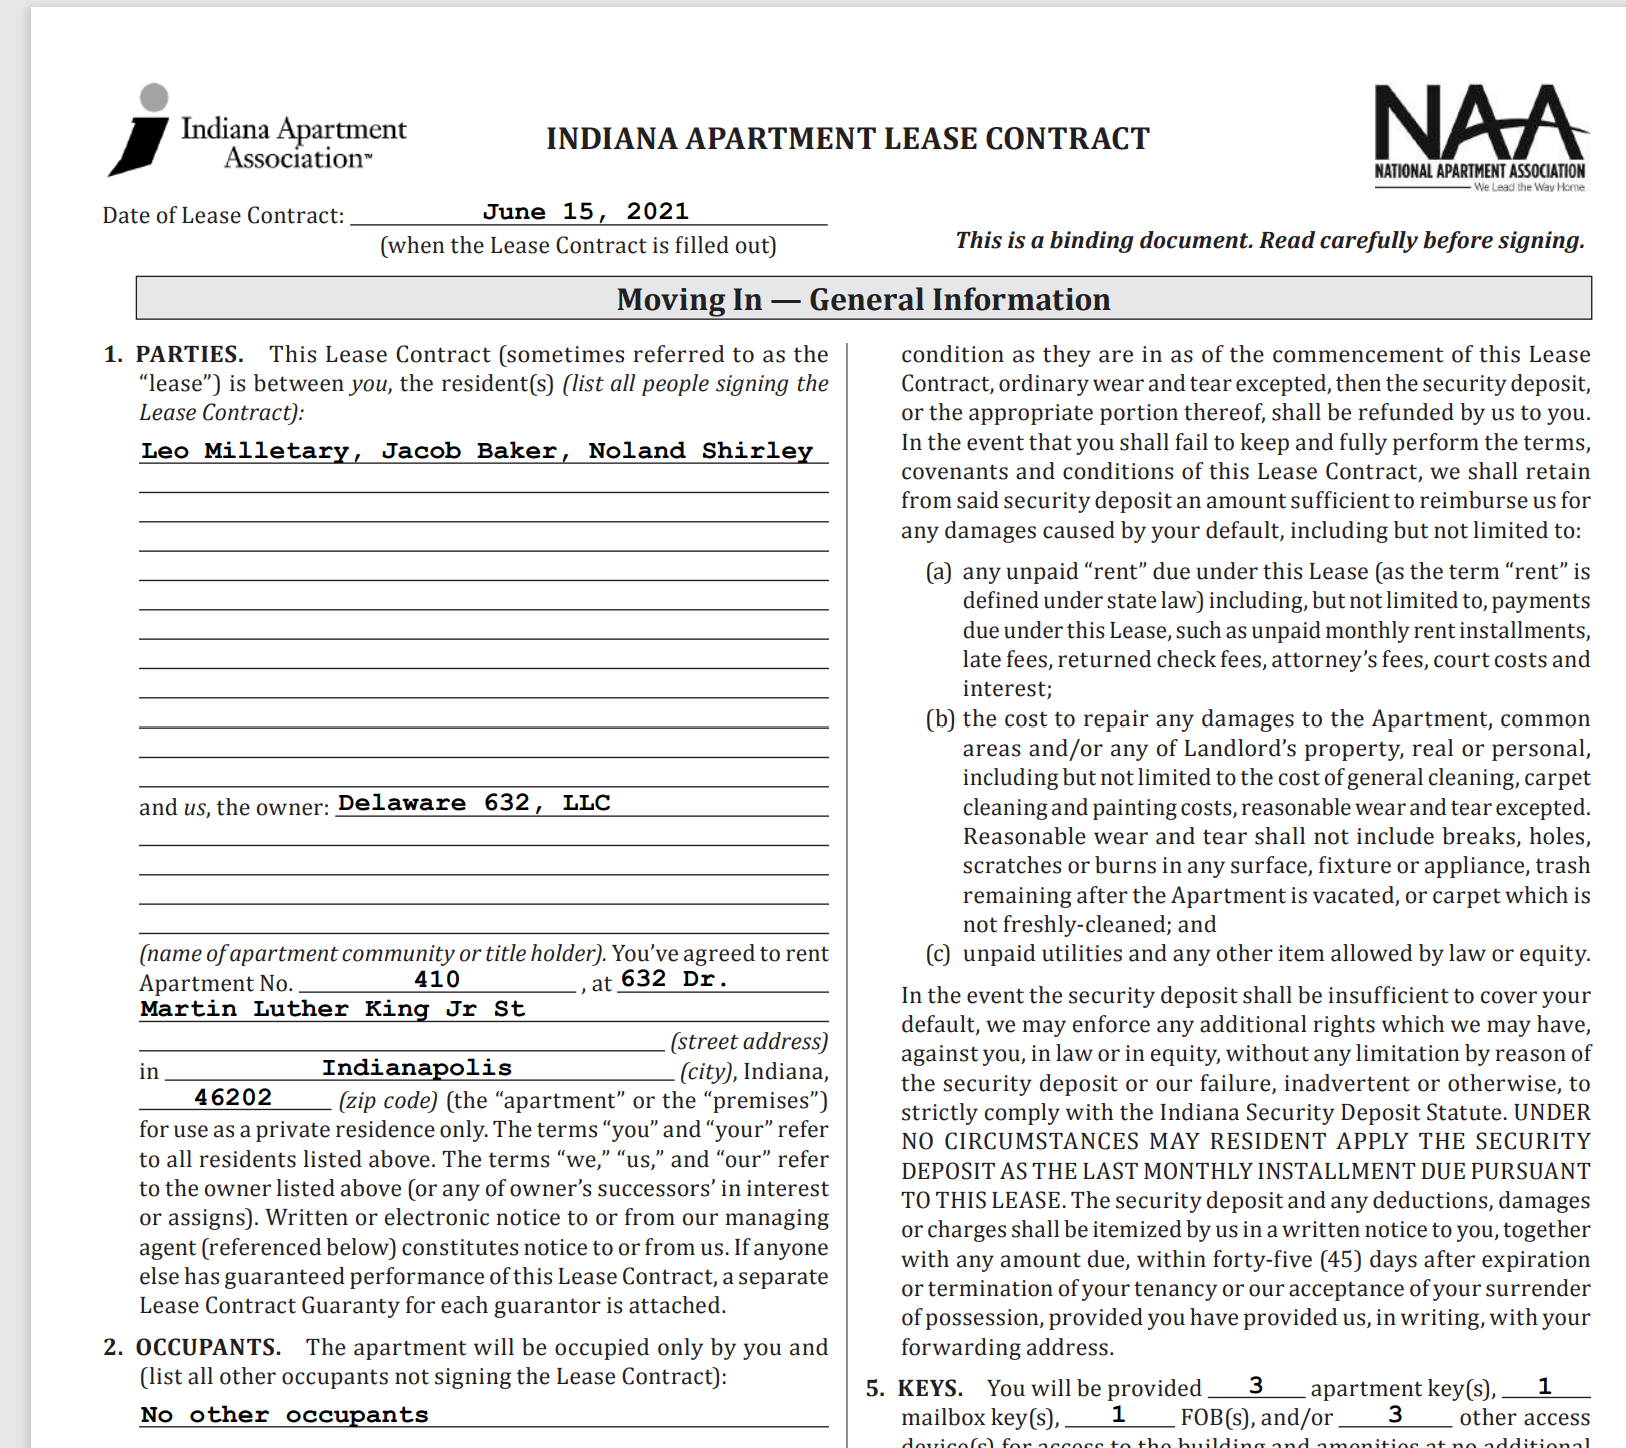 Indiana Apartment
Association™
INDIANA APARTMENT LEASE CONTRACT
NAA
NATIONAL APARTMENT ASSOCIATION
We Lead the Way Home
Date of Lease Contract: June 15, 2021
(when the Lease Contract is filled out)
This is a binding document. Read carefully before signing.
Moving In — General Information
1. PARTIES. This Lease Contract (sometimes referred to as the
“lease”) is between you, the resident(s) (list all people signing the
Lease Contract):
Leo Milletary, Jacob Baker, Noland Shirley
and us, the owner: Delaware 632, LLC
(name of apartment community or title holder). You’ve agreed to rent
Apartment No. 410 , at 632 Dr.
Martin Luther King Jr St
(street address)
in Indianapolis (city), Indiana,
46202 (zip code) (the “apartment” or the “premises”)
for use as a private residence only. The terms “you” and “your” refer
to all residents listed above. The terms “we,” “us,” and “our” refer
to the owner listed above (or any of owner’s successors’ in interest
or assigns). Written or electronic notice to or from our managing
agent (referenced below) constitutes notice to or from us. If anyone
else has guaranteed performance of this Lease Contract, a separate
Lease Contract Guaranty for each guarantor is attached.
2. OCCUPANTS. The apartment will be occupied only by you and
(list all other occupants not signing the Lease Contract):
No other occupants
condition as they are in as of the commencement of this Lease
Contract, ordinary wear and tear excepted, then the security deposit,
or the appropriate portion thereof, shall be refunded by us to you.
In the event that you shall fail to keep and fully perform the terms,
covenants and conditions of this Lease Contract, we shall retain
from said security deposit an amount sufficient to reimburse us for
any damages caused by your default, including but not limited to:
(a) any unpaid “rent” due under this Lease (as the term “rent” is
defined under state law) including, but not limited to, payments
due under this Lease, such as unpaid monthly rent installments,
late fees, returned check fees, attorney’s fees, court costs and
interest;
(b) the cost to repair any damages to the Apartment, common
areas and/or any of Landlord’s property, real or personal,
including but not limited to the cost of general cleaning, carpet
cleaning and painting costs, reasonable wear and tear excepted.
Reasonable wear and tear shall not include breaks, holes,
scratches or burns in any surface, fixture or appliance, trash
remaining after the Apartment is vacated, or carpet which is
not freshly-cleaned; and
(c) unpaid utilities and any other item allowed by law or equity.
In the event the security deposit shall be insufficient to cover your
default, we may enforce any additional rights which we may have,
against you, in law or in equity, without any limitation by reason of
the security deposit or our failure, inadvertent or otherwise, to
strictly comply with the Indiana Security Deposit Statute. UNDER
NO CIRCUMSTANCES MAY RESIDENT APPLY THE SECURITY
DEPOSIT AS THE LAST MONTHLY INSTALLMENT DUE PURSUANT
TO THIS LEASE. The security deposit and any deductions, damages
or charges shall be itemized by us in a written notice to you, together
with any amount due, within forty-five (45) days after expiration
or termination of your tenancy or our acceptance of your surrender
of possession, provided you have provided us, in writing, with your
forwarding address.
5. KEYS. You will be provided 3 apartment key(s), 1
mailbox key(s), 1 FOB(s), and/or 3 other access
device(s) for access to the building and amenities at no additional